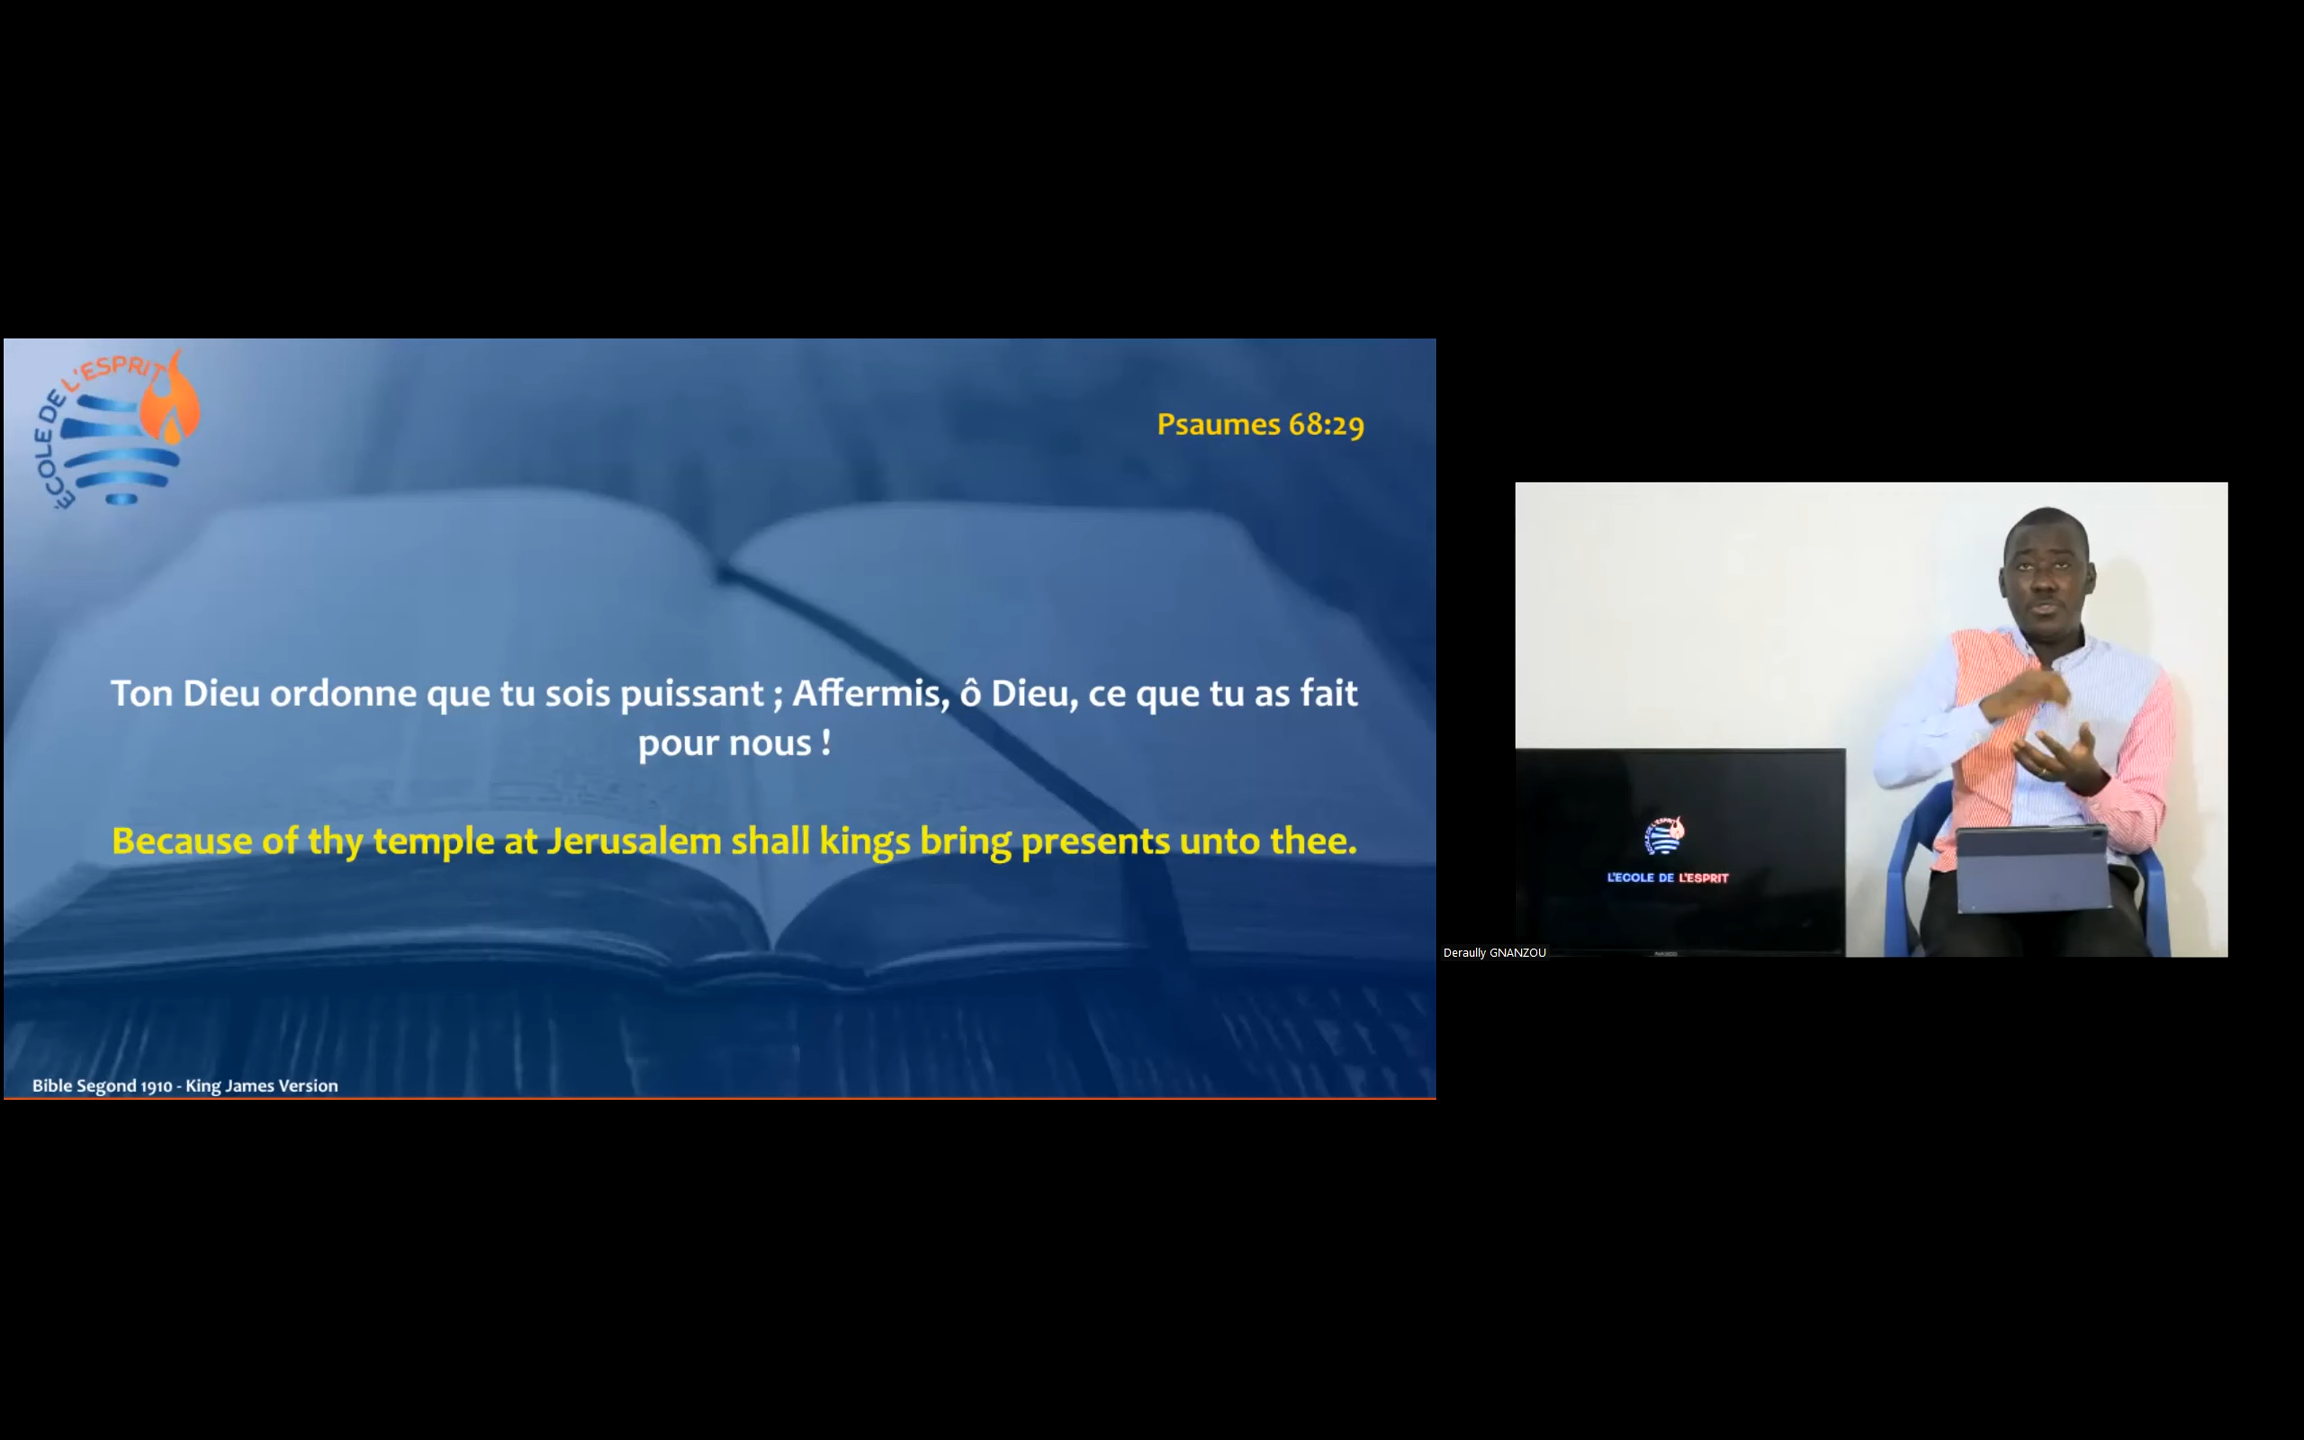 L'ECOLE DE L'ESPRIT
Psaumes 68:29
Ton Dieu ordonne que tu sois puissant ; Affermis, ô Dieu, ce que tu as fait
pour nous !
Because of thy temple at Jerusalem shall kings bring presents unto thee.
Bible Segond 1910 - King James Version
L'ECOLE DE L'ESPRIT
Deraully GNANZOU